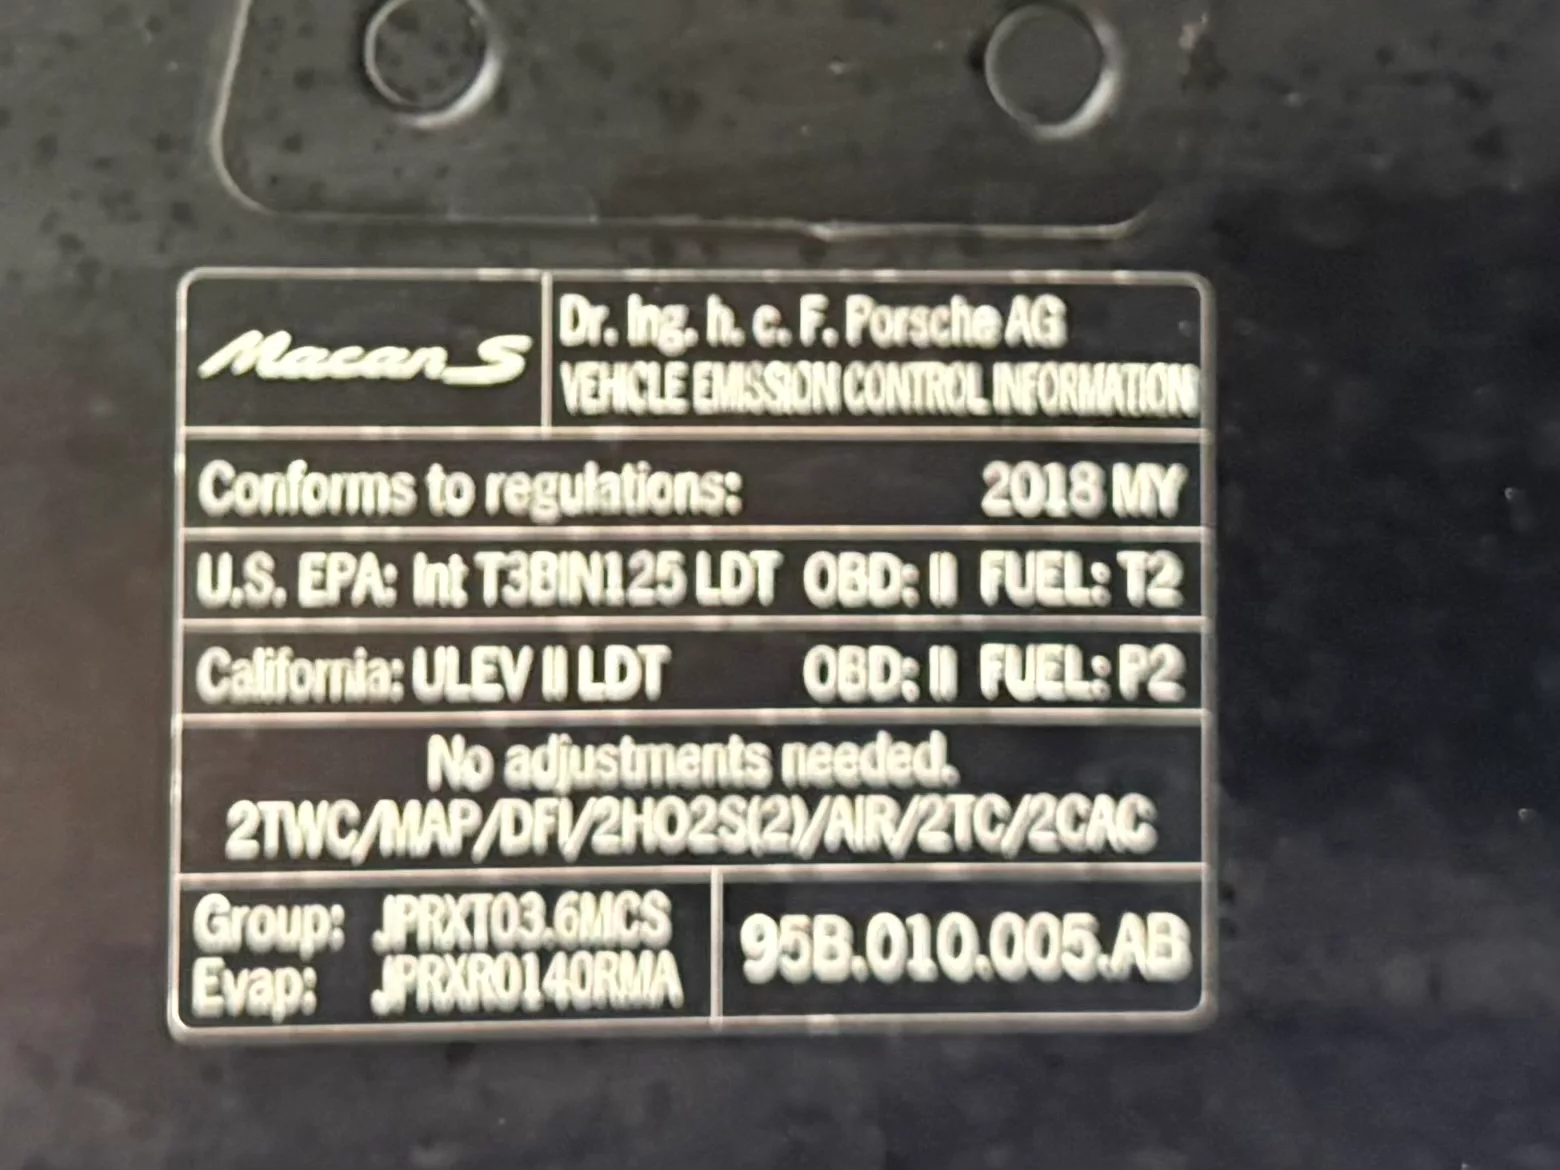 Macan S
Dr. Ing. h. c. F. Porsche AG
VEHICLE EMISSION CONTROL INFORMATION
Conforms to regulations: 2018 MY
U.S. EPA: Int T3BIN125 LDT OBD: II FUEL: T2
California: ULEV II LDT OBD: II FUEL: P2
No adjustments needed.
2TWC/MAP/DFI/2HO2S(2)/AIR/2TC/2CAC
Group: JPRXT03.6MCS
Evap: JPRXR0140RMA
95B.010.005.AB